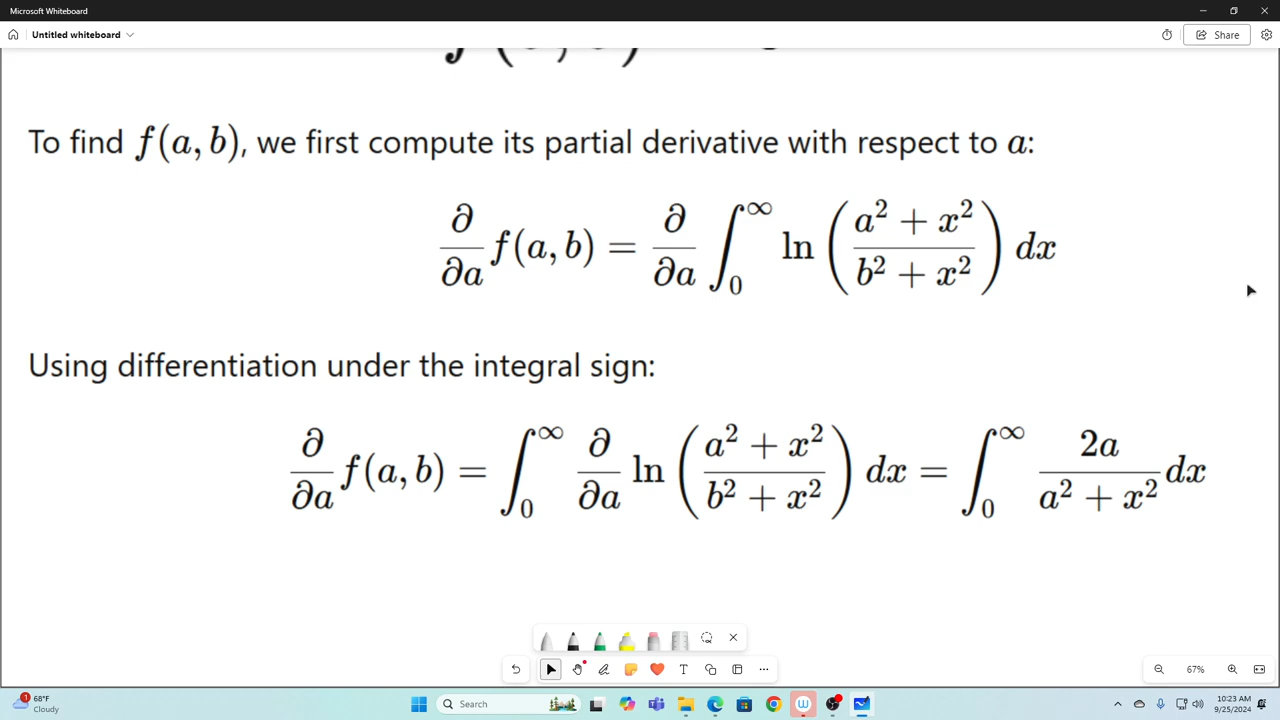 Microsoft Whiteboard
Untitled whiteboard
Share
To find f(a, b), we first compute its partial derivative with respect to a:
∂/∂a f(a, b) = ∂/∂a ∫₀^∞ ln((a² + x²)/(b² + x²)) dx
Using differentiation under the integral sign:
∂/∂a f(a, b) = ∫₀^∞ ∂/∂a ln((a² + x²)/(b² + x²)) dx = ∫₀^∞ 2a/(a² + x²) dx
T
67%
1
68°F
Cloudy
Search
10:23 AM
9/25/2024